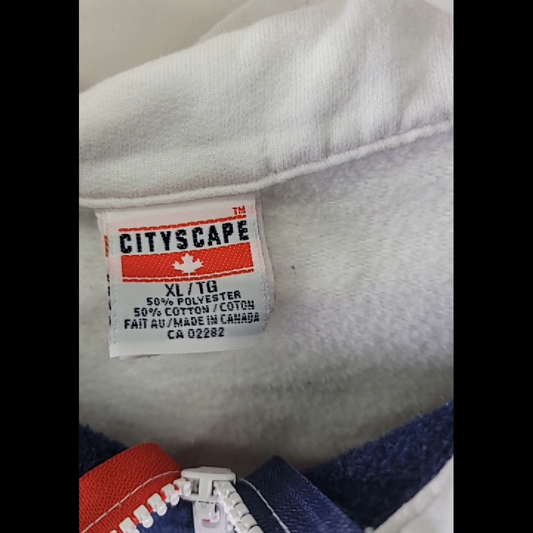 TM
CITYSCAPE
XL/TG
50% POLYESTER
50% COTTON/COTON
FAIT AU/MADE IN CANADA
CA 02282